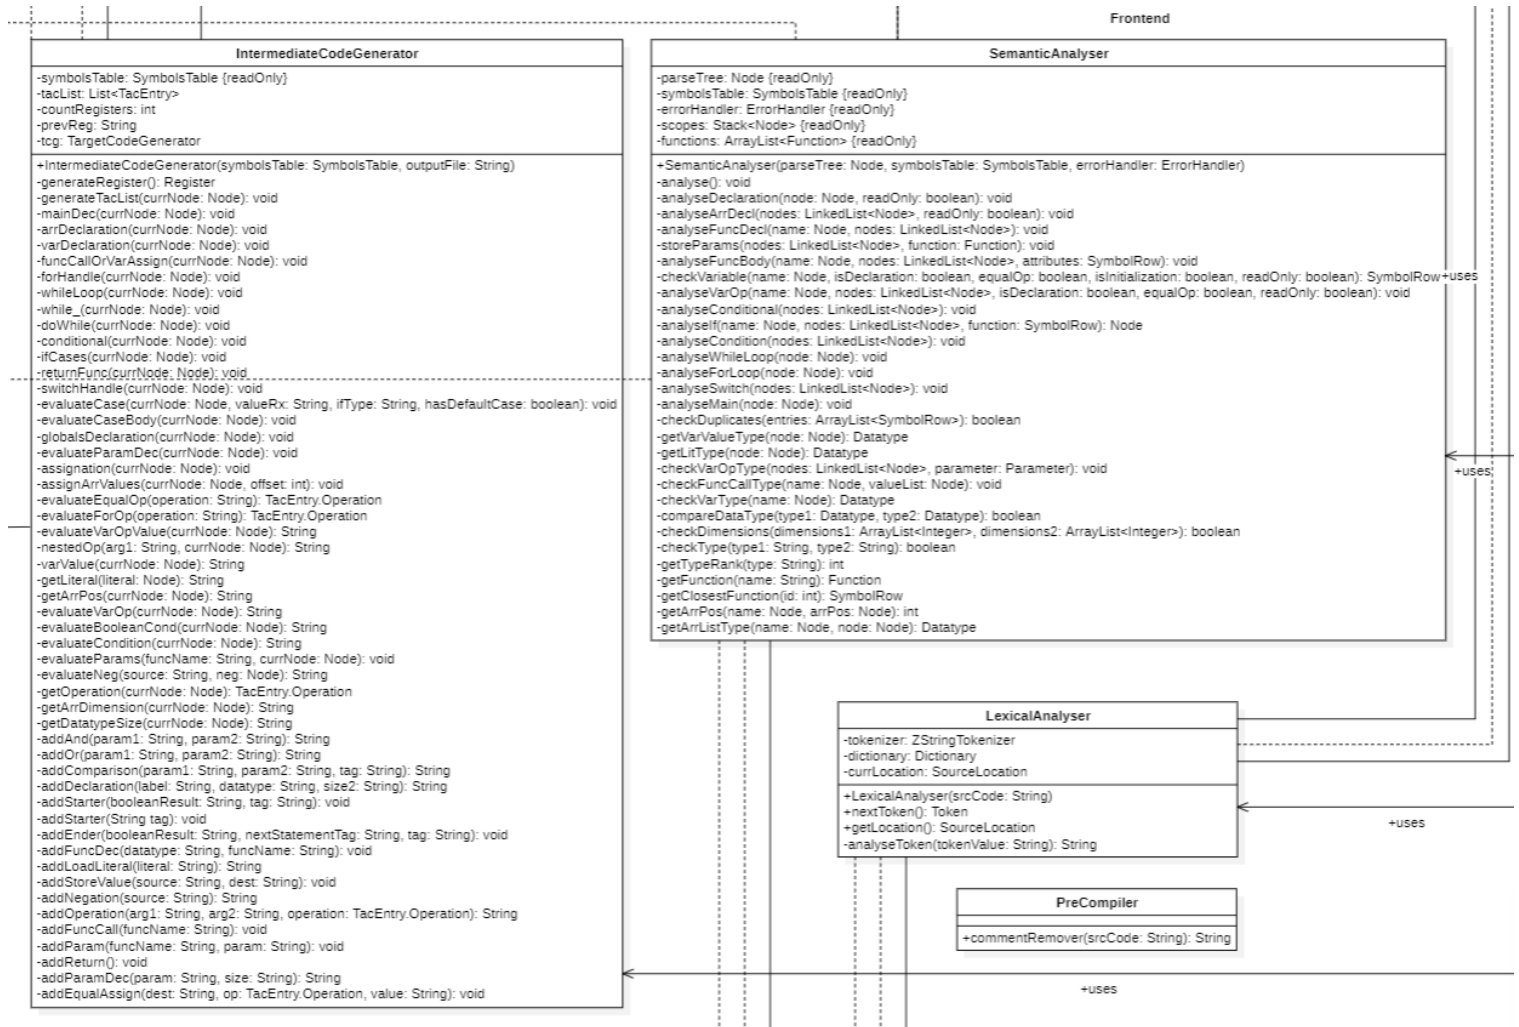 Frontend
IntermediateCodeGenerator
-symbolsTable: SymbolsTable {readOnly}
-tacList: List<TacEntry>
-countRegisters: int
-prevReg: String
-tcg: TargetCodeGenerator
+IntermediateCodeGenerator(symbolsTable: SymbolsTable, outputFile: String)
-generateRegister(): Register
-generateTacList(currNode: Node): void
-mainDec(currNode: Node): void
-arrDeclaration(currNode: Node): void
-varDeclaration(currNode: Node): void
-funcCallOrVarAssign(currNode: Node): void
-forHandle(currNode: Node): void
-whileLoop(currNode: Node): void
-while_(currNode: Node): void
-doWhile(currNode: Node): void
-conditional(currNode: Node): void
-ifCases(currNode: Node): void
-returnFunc(currNode: Node): void
-switchHandle(currNode: Node): void
-evaluateCase(currNode: Node, valueRx: String, ifType: String, hasDefaultCase: boolean): void
-evaluateCaseBody(currNode: Node): void
-globalsDeclaration(currNode: Node): void
-evaluateParamDec(currNode: Node): void
-assignation(currNode: Node): void
-assignArrValues(currNode: Node, offset: int): void
-evaluateEqualOp(operation: String): TacEntry.Operation
-evaluateForOp(operation: String): TacEntry.Operation
-evaluateVarOpValue(currNode: Node): String
-nestedOp(arg1: String, currNode: Node): String
-varValue(currNode: Node): String
-getLiteral(literal: Node): String
-getArrPos(currNode: Node): String
-evaluateVarOp(currNode: Node): String
-evaluateBooleanCond(currNode: Node): String
-evaluateCondition(currNode: Node): String
-evaluateParams(funcName: String, currNode: Node): void
-evaluateNeg(source: String, neg: Node): String
-getOperation(currNode: Node): TacEntry.Operation
-getArrDimension(currNode: Node): String
-getDatatypeSize(currNode: Node): String
-addAnd(param1: String, param2: String): String
-addOr(param1: String, param2: String): String
-addComparison(param1: String, param2: String, tag: String): String
-addDeclaration(label: String, datatype: String, size2: String): String
-addStarter(booleanResult: String, tag: String): void
-addStarter(String tag): void
-addEnder(booleanResult: String, nextStatementTag: String, tag: String): void
-addFuncDec(datatype: String, funcName: String): void
-addLoadLiteral(literal: String): String
-addStoreValue(source: String, dest: String): void
-addNegation(source: String): String
-addOperation(arg1: String, arg2: String, operation: TacEntry.Operation): String
-addFuncCall(funcName: String): void
-addParam(funcName: String, param: String): void
-addReturn(): void
-addParamDec(param: String, size: String): String
-addEqualAssign(dest: String, op: TacEntry.Operation, value: String): void
SemanticAnalyser
-parseTree: Node {readOnly}
-symbolsTable: SymbolsTable {readOnly}
-errorHandler: ErrorHandler {readOnly}
-scopes: Stack<Node> {readOnly}
-functions: ArrayList<Function> {readOnly}
+SemanticAnalyser(parseTree: Node, symbolsTable: SymbolsTable, errorHandler: ErrorHandler)
-analyse(): void
-analyseDeclaration(node: Node, readOnly: boolean): void
-analyseArrDecl(nodes: LinkedList<Node>, readOnly: boolean): void
-analyseFuncDecl(name: Node, nodes: LinkedList<Node>): void
-storeParams(nodes: LinkedList<Node>, function: Function): void
-analyseFuncBody(name: Node, nodes: LinkedList<Node>, attributes: SymbolRow): void
-checkVariable(name: Node, isDeclaration: boolean, equalOp: boolean, isInitialization: boolean, readOnly: boolean): SymbolRow
+uses
-analyseVarOp(name: Node, nodes: LinkedList<Node>, isDeclaration: boolean, equalOp: boolean, readOnly: boolean): void
-analyseConditional(nodes: LinkedList<Node>): void
-analyseIf(name: Node, nodes: LinkedList<Node>, function: SymbolRow): Node
-analyseCondition(nodes: LinkedList<Node>): void
-analyseWhileLoop(node: Node): void
-analyseForLoop(node: Node): void
-analyseSwitch(nodes: LinkedList<Node>): void
-analyseMain(node: Node): void
-checkDuplicates(entries: ArrayList<SymbolRow>): boolean
-getVarValueType(node: Node): Datatype
-getLitType(node: Node): Datatype
-checkVarOpType(nodes: LinkedList<Node>, parameter: Parameter): void
+uses
-checkFuncCallType(name: Node, valueList: Node): void
-checkVarType(name: Node): Datatype
-compareDataType(type1: Datatype, type2: Datatype): boolean
-checkDimensions(dimensions1: ArrayList<Integer>, dimensions2: ArrayList<Integer>): boolean
-checkType(type1: String, type2: String): boolean
-getTypeRank(type: String): int
-getFunction(name: String): Function
-getClosestFunction(id: int): SymbolRow
-getArrPos(name: Node, arrPos: Node): int
-getArrListType(name: Node, node: Node): Datatype
LexicalAnalyser
-tokenizer: ZStringTokenizer
-dictionary: Dictionary
-currLocation: SourceLocation
+LexicalAnalyser(srcCode: String)
+nextToken(): Token
+getLocation(): SourceLocation
-analyseToken(tokenValue: String): String
+uses
PreCompiler
+commentRemover(srcCode: String): String
+uses